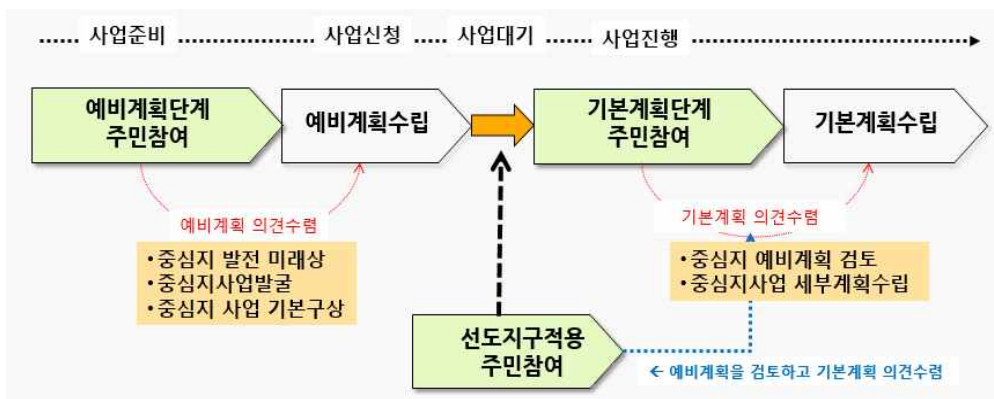 사업준비 사업신청 사업대기 사업진행
예비계획단계
주민참여
예비계획수립
기본계획단계
주민참여
기본계획수립
예비계획 의견수렴
•중심지 발전 미래상
•중심지사업발굴
•중심지 사업 기본구상
기본계획 의견수렴
•중심지 예비계획 검토
•중심지사업 세부계획수립
선도지구적용
주민참여
← 예비계획을 검토하고 기본계획 의견수렴